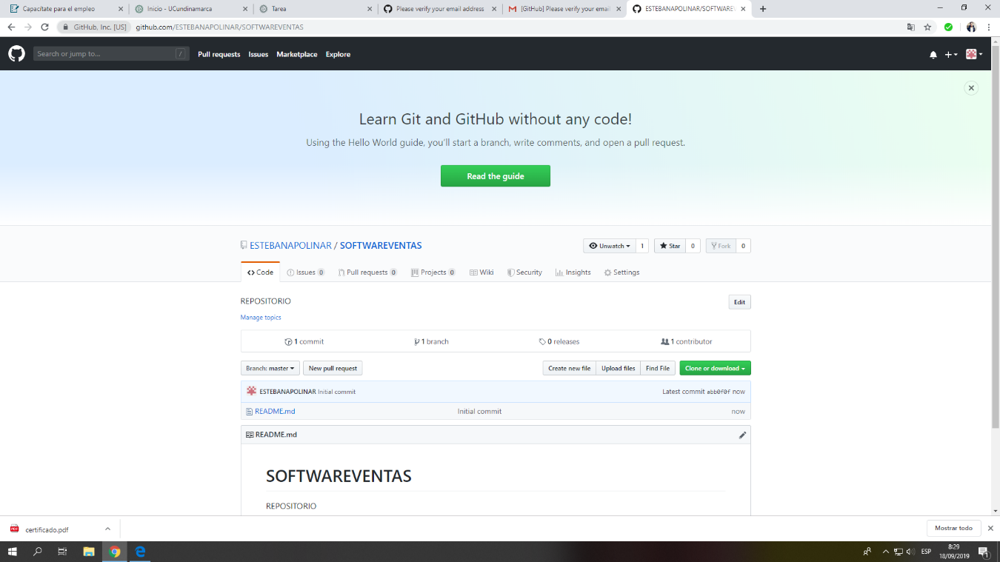 Capacítate para el empleo
Inicio - UCundinamarca
Tarea
Please verify your email address
[GitHub] Please verify your email
ESTEBANAPOLINAR/SOFTWAREV
GitHub, Inc. [US]
github.com/ESTEBANAPOLINAR/SOFTWAREVENTAS
Search or jump to...
/
Pull requests
Issues
Marketplace
Explore
Learn Git and GitHub without any code!
Using the Hello World guide, you'll start a branch, write comments, and open a pull request.
Read the guide
ESTEBANAPOLINAR / SOFTWAREVENTAS
Unwatch 1
Star 0
Fork 0
Code
Issues 0
Pull requests 0
Projects 0
Wiki
Security
Insights
Settings
REPOSITORIO
Edit
Manage topics
1 commit
1 branch
0 releases
1 contributor
Branch: master
New pull request
Create new file
Upload files
Find File
Clone or download
ESTEBANAPOLINAR Initial commit
Latest commit abb0f0f now
README.md
Initial commit
now
README.md
SOFTWAREVENTAS
REPOSITORIO
PDF
certificado.pdf
Mostrar todo
ESP
8:29
18/09/2019
1